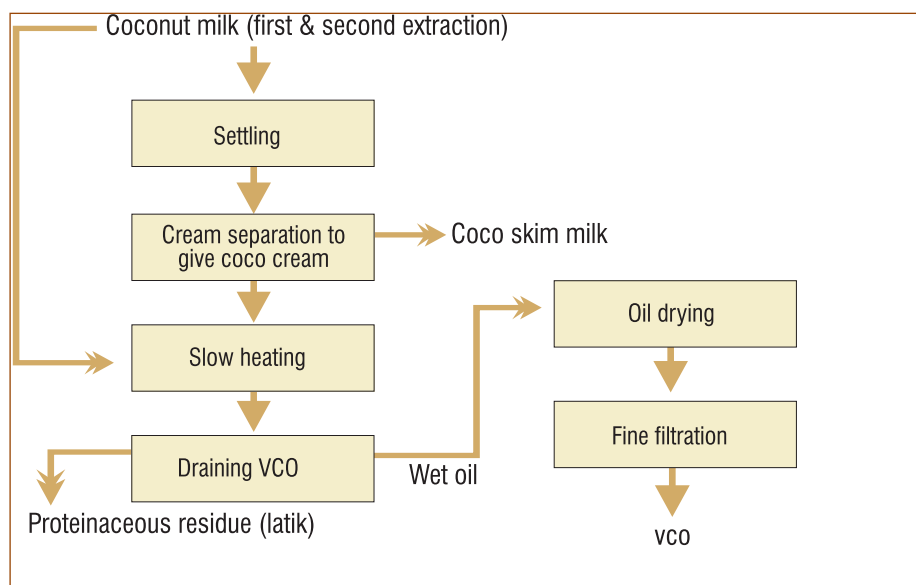 Coconut milk (first & second extraction)
Settling
Cream separation to
give coco cream
Coco skim milk
Slow heating
Draining VCO
Proteinaceous residue (latik)
Wet oil
Oil drying
Fine filtration
vco